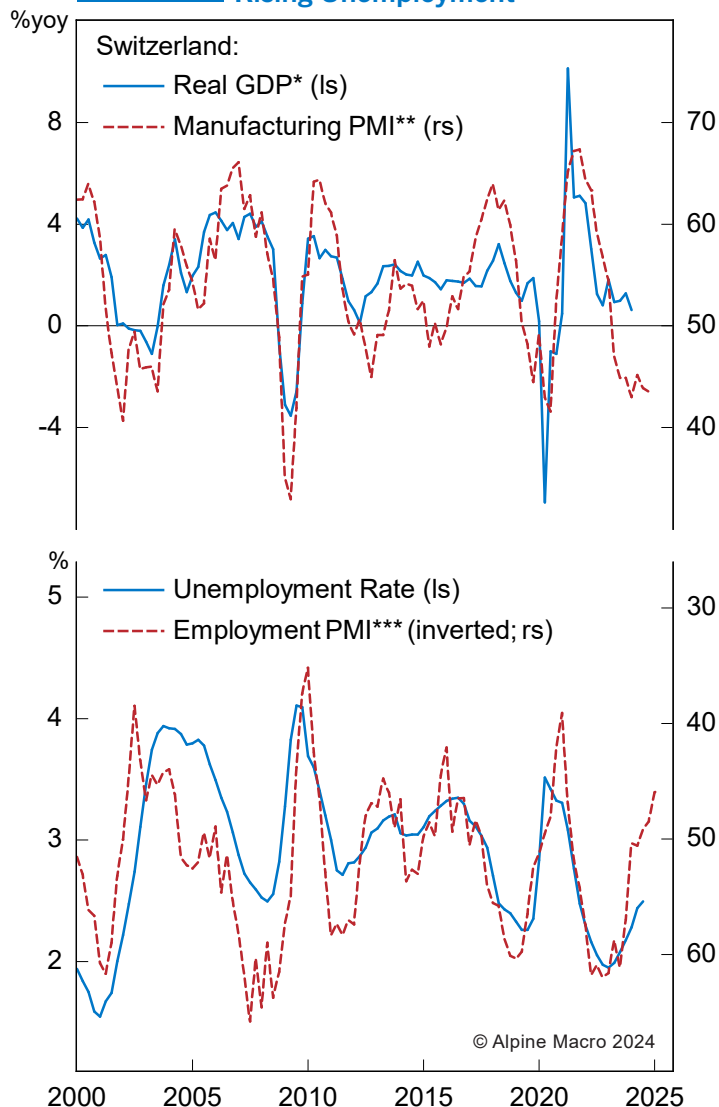 Rising Unemployment
%yoy
Switzerland:
Real GDP* (ls)
Manufacturing PMI** (rs)
8
4
0
-4
70
60
50
40
%
Unemployment Rate (ls)
Employment PMI*** (inverted; rs)
5
4
3
2
30
40
50
60
© Alpine Macro 2024
2000 2005 2010 2015 2020 2025